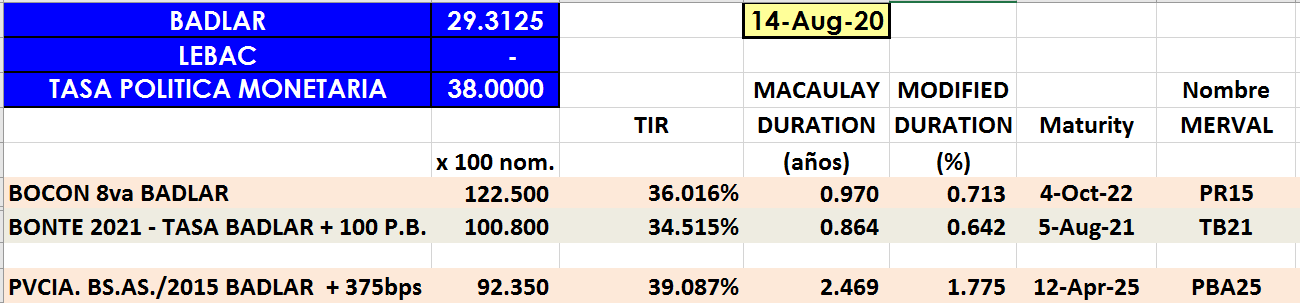 BADLAR 29.3125 14-Aug-20
LEBAC -
TASA POLITICA MONETARIA 38.0000 MACAULAY MODIFIED Nombre
TIR DURATION DURATION Maturity MERVAL
x 100 nom. (años) (%)
BOCON 8va BADLAR 122.500 36.016% 0.970 0.713 4-Oct-22 PR15
BONTE 2021 - TASA BADLAR + 100 P.B. 100.800 34.515% 0.864 0.642 5-Aug-21 TB21
PVCIA. BS.AS./2015 BADLAR + 375bps 92.350 39.087% 2.469 1.775 12-Apr-25 PBA25